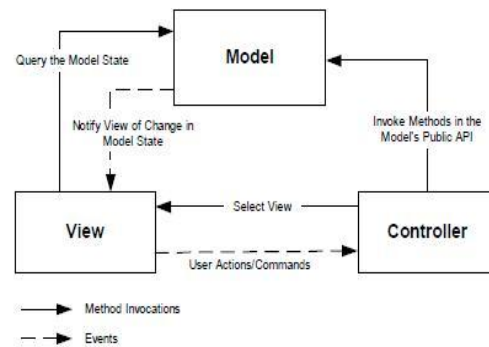 Query the Model State
Model
Notify View of Change in
Model State
Invoke Methods in the
Model's Public API
View
Select View
Controller
User Actions/Commands
Method Invocations
Events